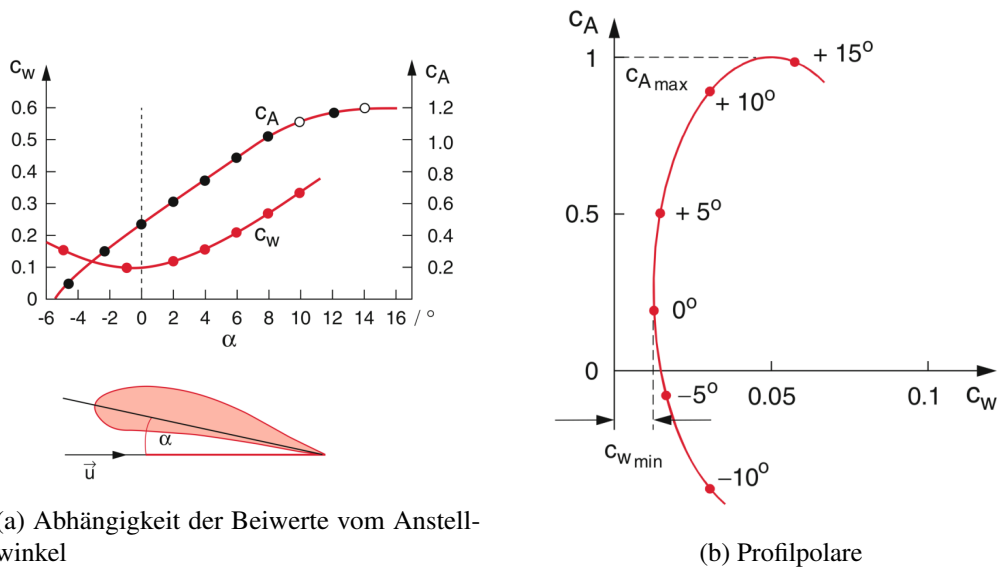 c_W
c_A
0.6
0.5
0.4
0.3
0.2
0.1
0
1.2
1.0
0.8
0.6
0.4
0.2
c_A
c_W
-6 -4 -2 0 2 4 6 8 10 12 14 16 / °
α
α
u⃗
(a) Abhängigkeit der Beiwerte vom Anstell-
winkel
c_A
1
c_A max
+ 15°
+ 10°
0.5
+ 5°
0°
0
−5°
0.05
0.1
c_W
c_w min
−10°
(b) Profilpolare